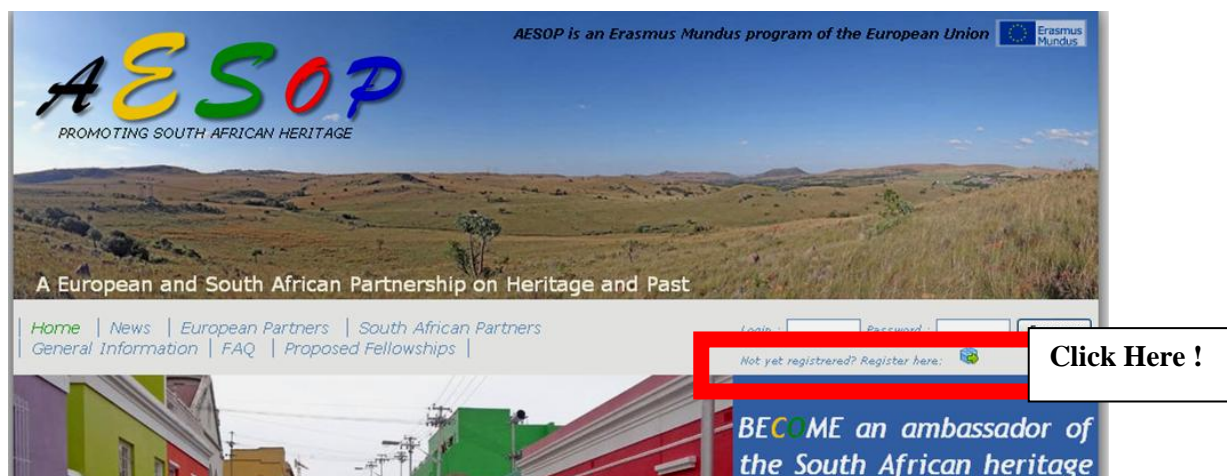 AESOP is an Erasmus Mundus program of the European Union
Erasmus
Mundus
AESOP
PROMOTING SOUTH AFRICAN HERITAGE
A European and South African Partnership on Heritage and Past
| Home | News | European Partners | South African Partners
| General Information | FAQ | Proposed Fellowships |
Login : Password :
Not yet registrered? Register here:
Click Here !
BECOME an ambassador of
the South African heritage